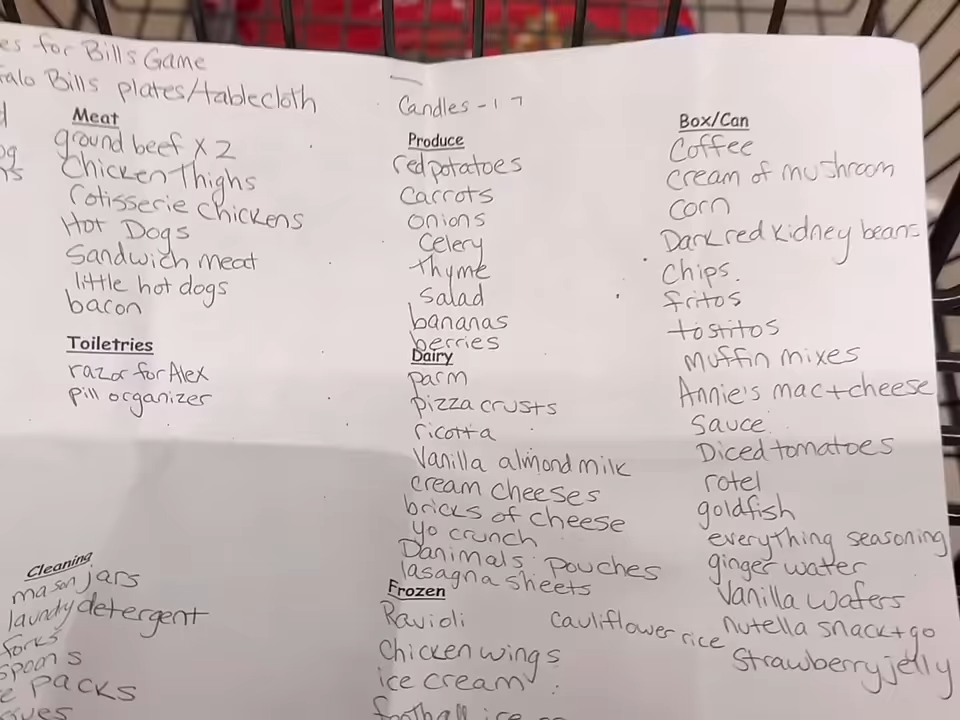 es for Bills Game
falo Bills plates/tablecloth
Meat
ground beef x 2
Chicken Thighs
rotisserie chickens
Hot Dogs
Sandwich meat
little hot dogs
bacon
Toiletries
razor for Alex
pill organizer
Cleaning
mason jars
laundy detergent
forks
spoons
e packs
Candles - 17
Produce
red potatoes
Carrots
onions
Celery
thyme
Salad
bananas
berries
Dairy
parm
pizza crusts
ricotta
Vanilla almond milk
cream cheeses
bricks of cheese
yo crunch
Danimals pouches
lasagna sheets
Frozen
Ravioli
cauliflower rice
Chicken wings
ice cream
football ice
Box/Can
Coffee
cream of mushroom
corn
Dark red kidney beans
Chips
fritos
tostitos
muffin mixes
Annie's mac+cheese
sauce
Diced tomatoes
rotel
goldfish
everything seasoning
ginger water
Vanilla wafers
nutella snack+go
Strawberry jelly